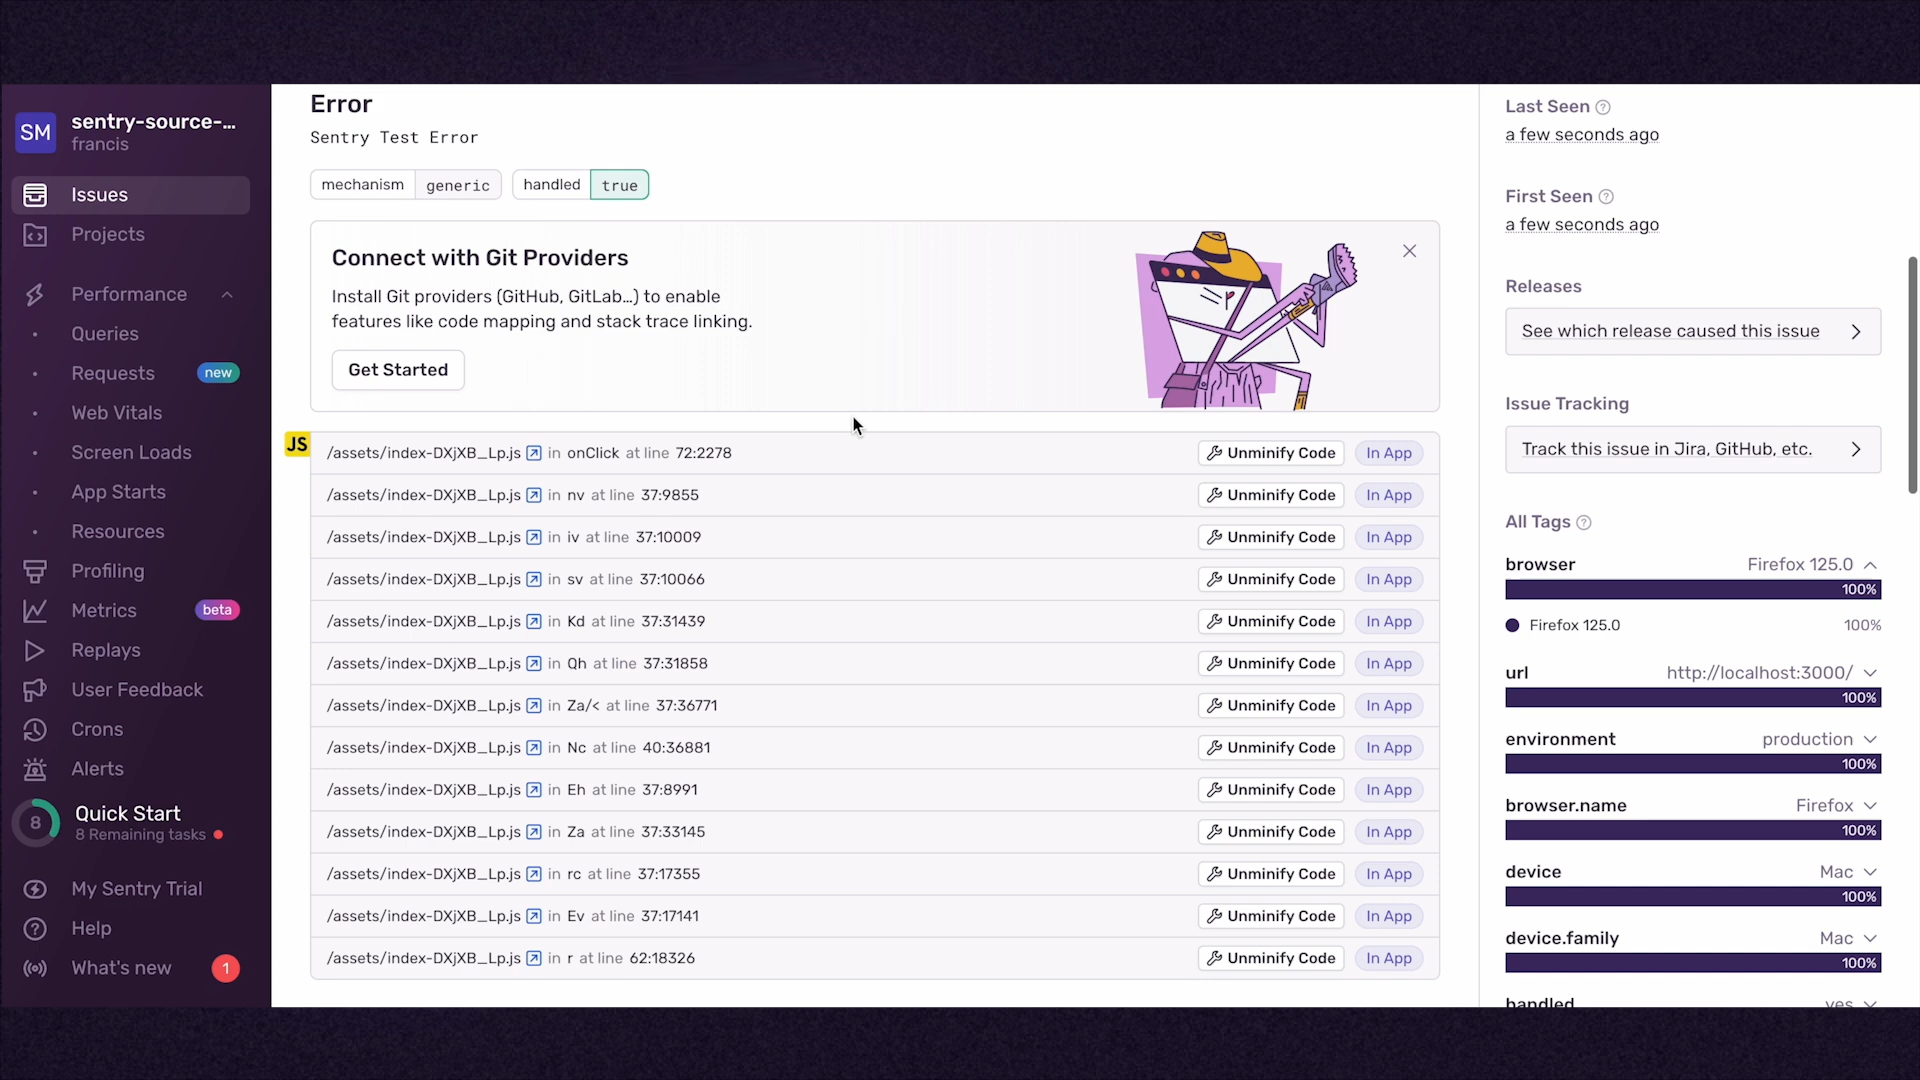 SM
sentry-source-...
francis
Issues
Projects
Performance
Queries
Requests new
Web Vitals
Screen Loads
App Starts
Resources
Profiling
Metrics beta
Replays
User Feedback
Crons
Alerts
8
Quick Start
8 Remaining tasks
My Sentry Trial
Help
What's new 1
Error
Sentry Test Error
mechanism generic handled true
Connect with Git Providers
Install Git providers (GitHub, GitLab...) to enable
features like code mapping and stack trace linking.
Get Started
JS
/assets/index-DXjXB_Lp.js in onClick at line 72:2278 Unminify Code In App
/assets/index-DXjXB_Lp.js in nv at line 37:9855 Unminify Code In App
/assets/index-DXjXB_Lp.js in iv at line 37:10009 Unminify Code In App
/assets/index-DXjXB_Lp.js in sv at line 37:10066 Unminify Code In App
/assets/index-DXjXB_Lp.js in Kd at line 37:31439 Unminify Code In App
/assets/index-DXjXB_Lp.js in Qh at line 37:31858 Unminify Code In App
/assets/index-DXjXB_Lp.js in Za/< at line 37:36771 Unminify Code In App
/assets/index-DXjXB_Lp.js in Nc at line 40:36881 Unminify Code In App
/assets/index-DXjXB_Lp.js in Eh at line 37:8991 Unminify Code In App
/assets/index-DXjXB_Lp.js in Za at line 37:33145 Unminify Code In App
/assets/index-DXjXB_Lp.js in rc at line 37:17355 Unminify Code In App
/assets/index-DXjXB_Lp.js in Ev at line 37:17141 Unminify Code In App
/assets/index-DXjXB_Lp.js in r at line 62:18326 Unminify Code In App
Last Seen
a few seconds ago
First Seen
a few seconds ago
Releases
See which release caused this issue
Issue Tracking
Track this issue in Jira, GitHub, etc.
All Tags
browser Firefox 125.0
100%
Firefox 125.0 100%
url http://localhost:3000/
100%
environment production
100%
browser.name Firefox
100%
device Mac
100%
device.family Mac
100%
handled yes